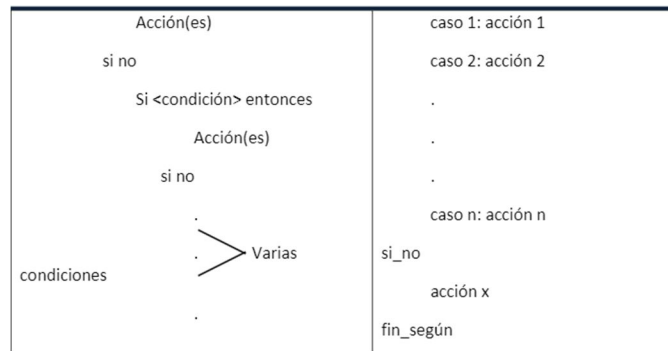 Acción(es)
si no
Si <condición> entonces
Acción(es)
si no
.
. Varias
condiciones
.
caso 1: acción 1
caso 2: acción 2
.
.
.
caso n: acción n
si_no
acción x
fin_según